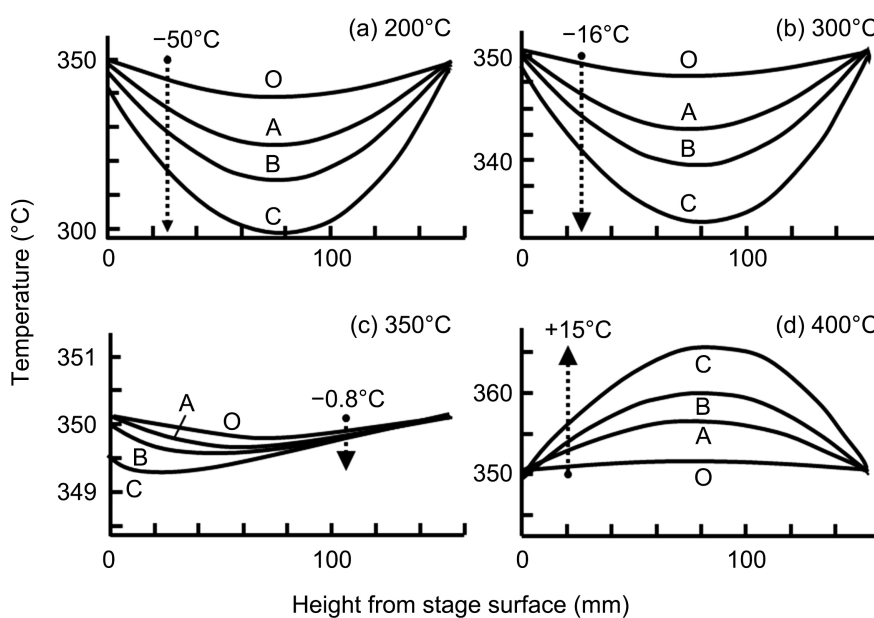 (a) 200°C
−50°C
350
300
O
A
B
C
0
100
(b) 300°C
−16°C
350
340
O
A
B
C
0
100
Temperature (°C)
(c) 350°C
351
350
349
A
O
−0.8°C
B
C
0
100
(d) 400°C
+15°C
360
350
C
B
A
O
0
100
Height from stage surface (mm)